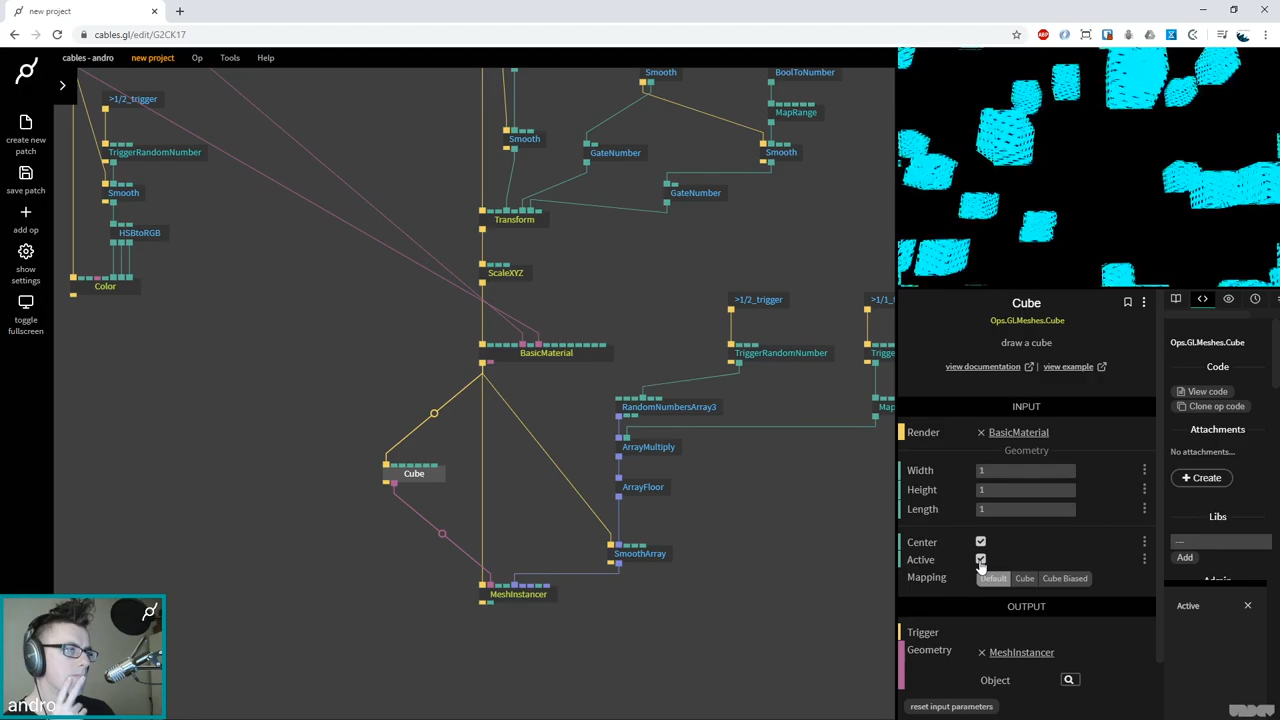 new project
cables.gl/edit/G2CK17
cables - andro
new project
Op
Tools
Help
create new
patch
save patch
add op
show
settings
toggle
fullscreen
>1/2_trigger
TriggerRandomNumber
Smooth
HSBtoRGB
Color
Smooth
Smooth
GateNumber
BoolToNumber
MapRange
Smooth
GateNumber
Transform
ScaleXYZ
BasicMaterial
>1/2_trigger
TriggerRandomNumber
>1/1_t
Trigge
RandomNumbersArray3
Map
ArrayMultiply
ArrayFloor
Cube
SmoothArray
MeshInstancer
Cube
Ops.Gl.Meshes.Cube
draw a cube
view documentation | view example
INPUT
Render
BasicMaterial
Geometry
Width 1
Height 1
Length 1
Center
Active
Mapping Default Cube Cube Biased
OUTPUT
Trigger
Geometry
MeshInstancer
Object
reset input parameters
Ops.Gl.Meshes.Cube
Code
View code
Clone op code
Attachments
No attachments...
+ Create
Libs
---
Add
Active
andro